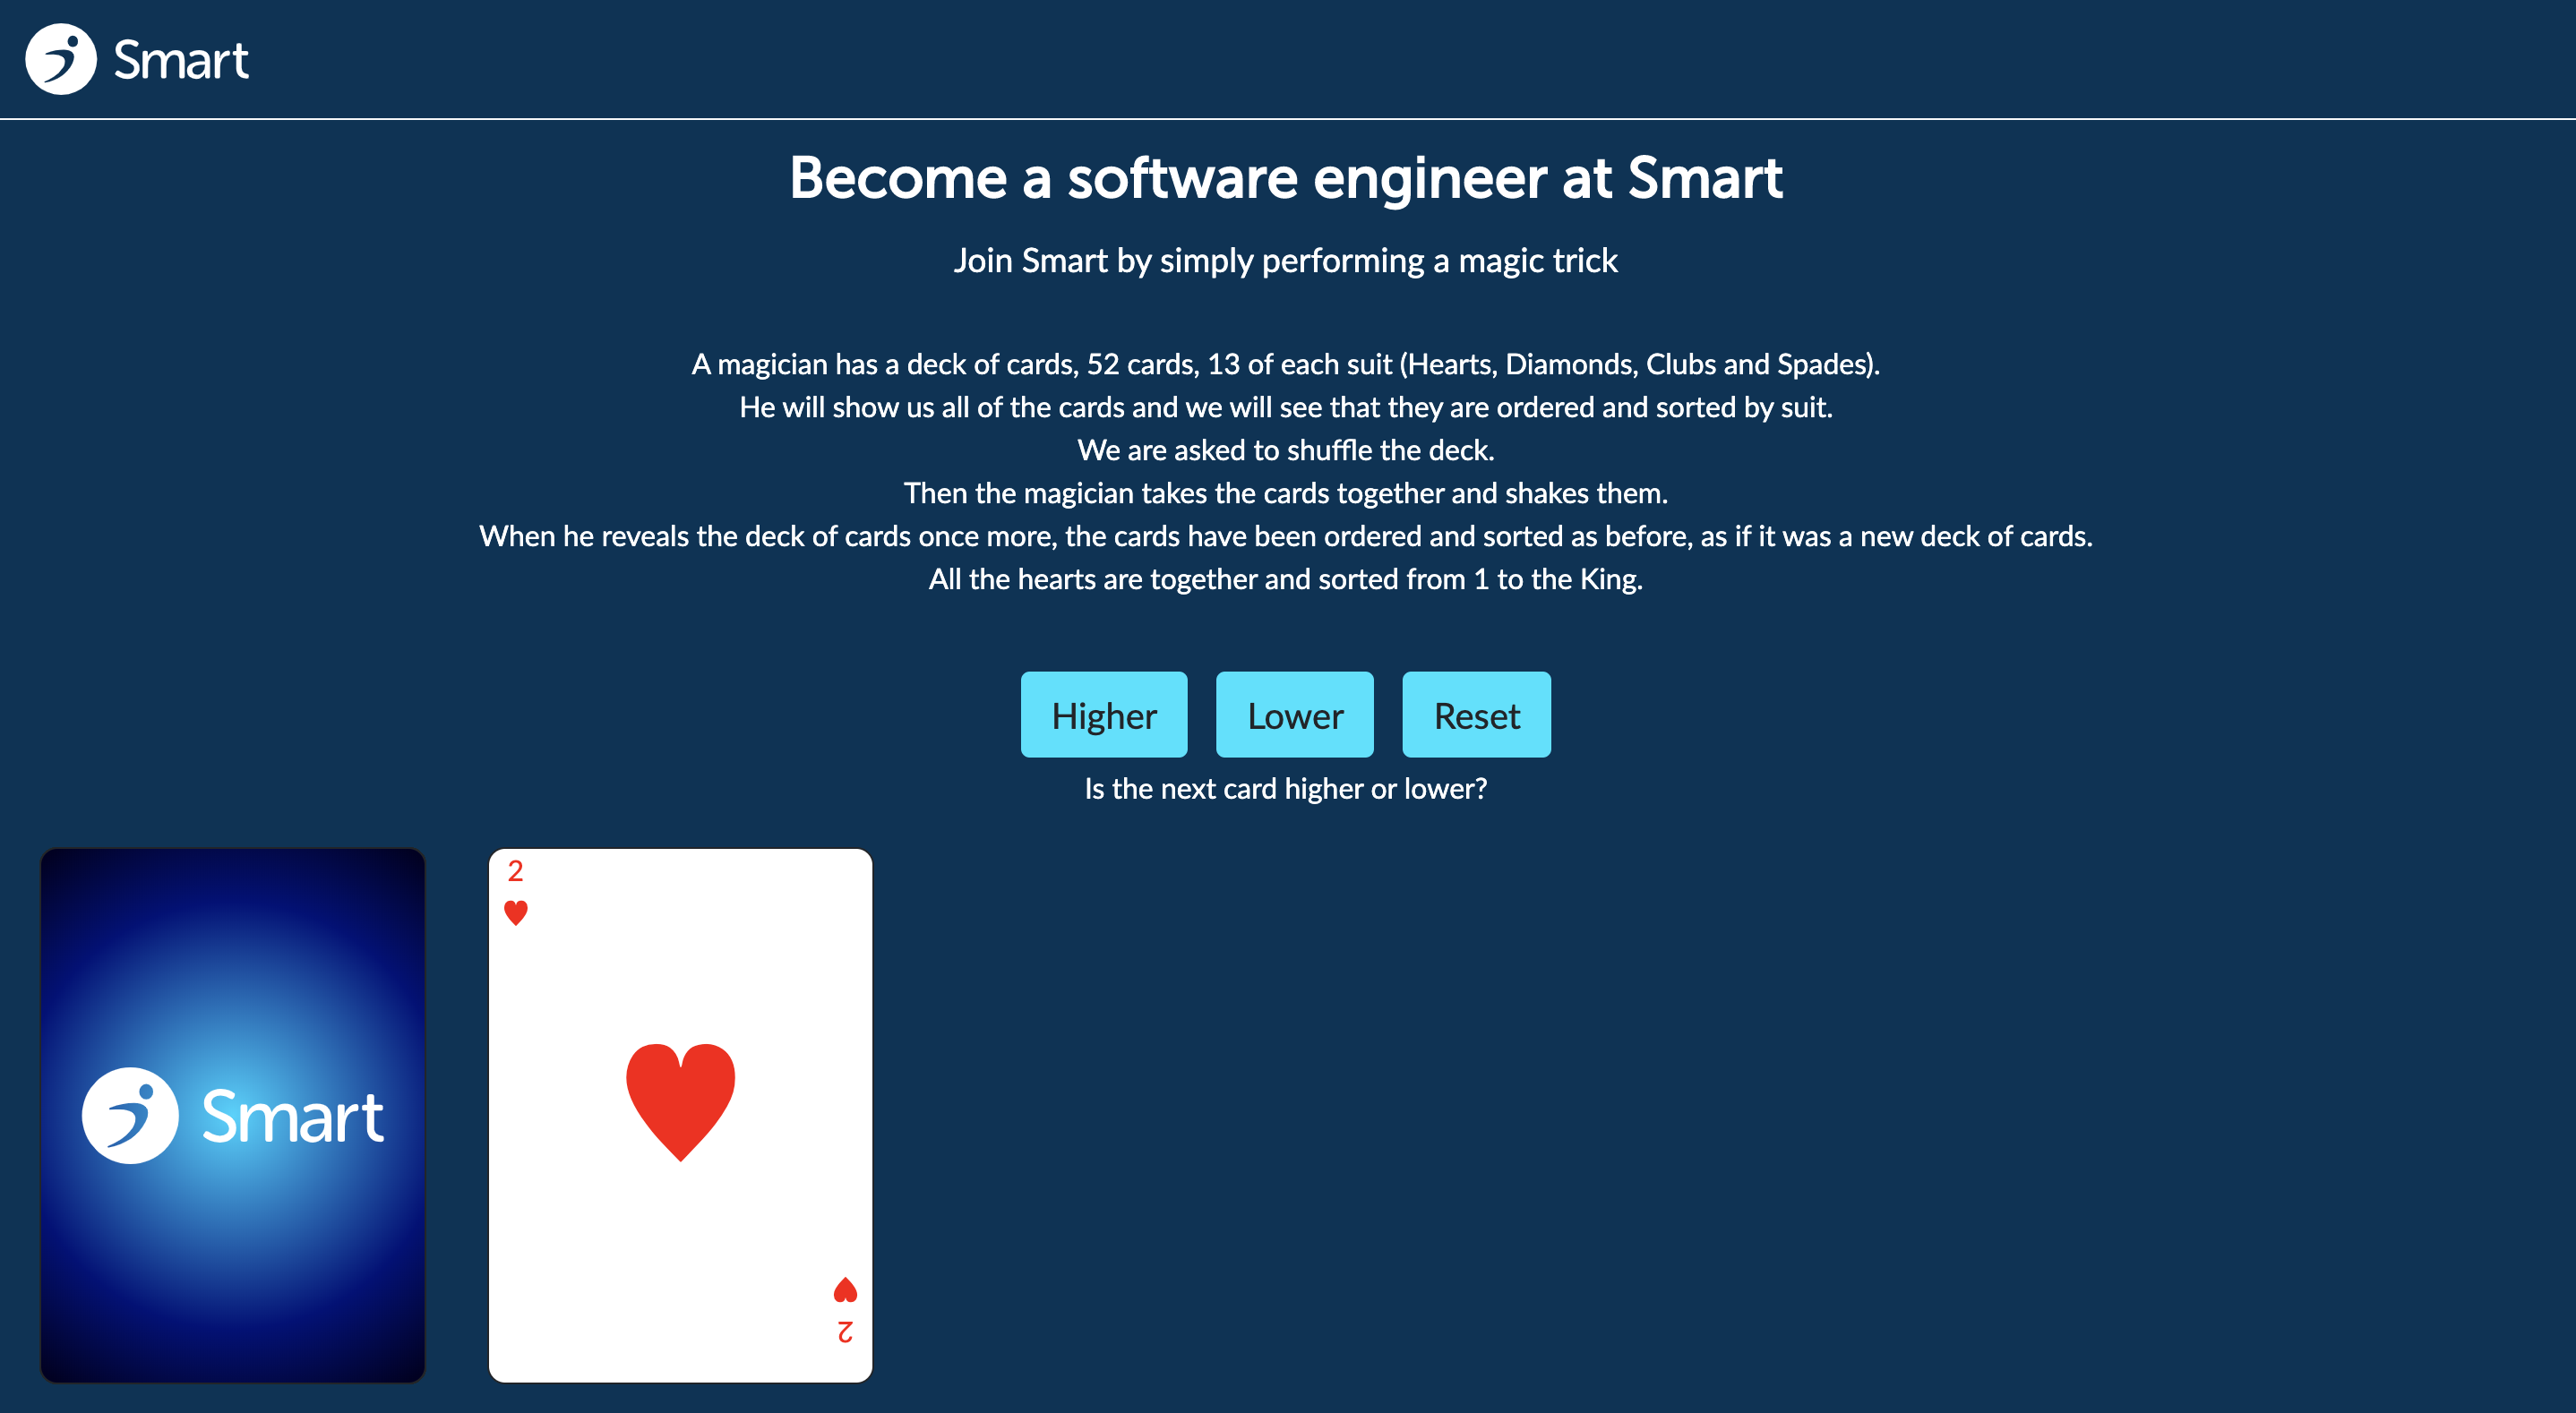 Smart
Become a software engineer at Smart
Join Smart by simply performing a magic trick
A magician has a deck of cards, 52 cards, 13 of each suit (Hearts, Diamonds, Clubs and Spades).
He will show us all of the cards and we will see that they are ordered and sorted by suit.
We are asked to shuffle the deck.
Then the magician takes the cards together and shakes them.
When he reveals the deck of cards once more, the cards have been ordered and sorted as before, as if it was a new deck of cards.
All the hearts are together and sorted from 1 to the King.
Higher Lower Reset
Is the next card higher or lower?
2
Smart
2